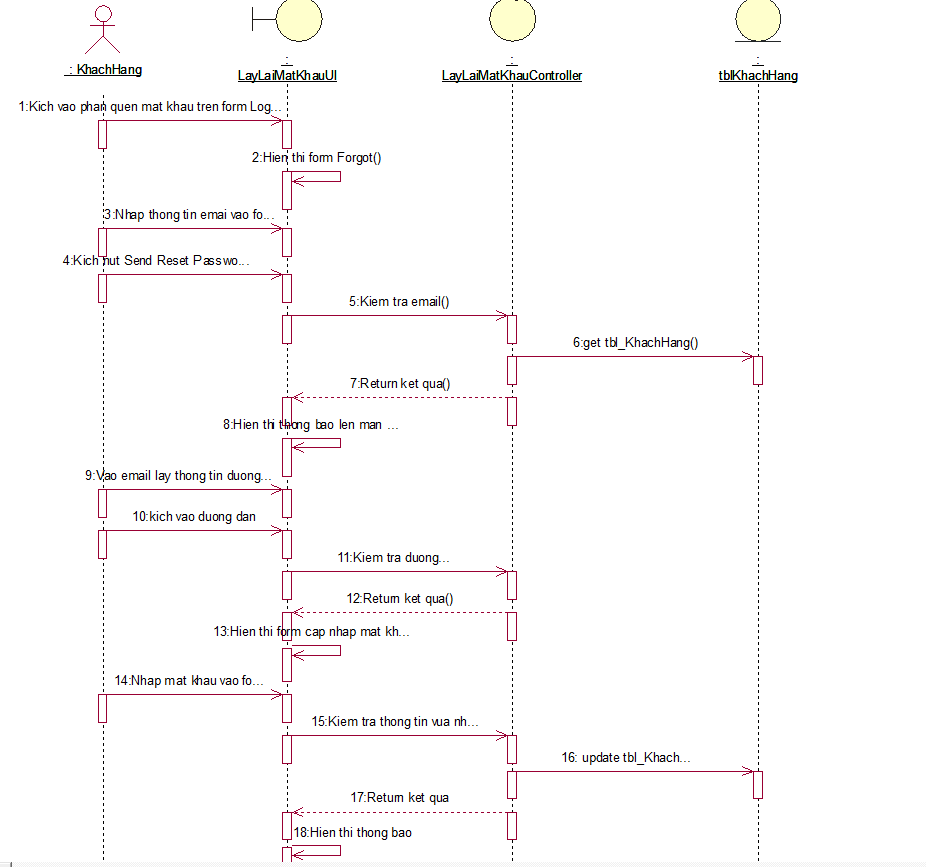 : KhachHang
:
LayLaiMatKhauUI
:
LayLaiMatKhauController
:
tblKhachHang
1:Kich vao phan quen mat khau tren form Log...
2:Hien thi form Forgot()
3:Nhap thong tin emai vao fo...
4:Kich nut Send Reset Passwo...
5:Kiem tra email()
6:get tbl_KhachHang()
7:Return ket qua()
8:Hien thi thong bao len man ...
9:Vao email lay thong tin duong...
10:kich vao duong dan
11:Kiem tra duong...
12:Return ket qua()
13:Hien thi form cap nhap mat kh...
14:Nhap mat khau vao fo...
15:Kiem tra thong tin vua nh...
16: update tbl_Khach...
17:Return ket qua
18:Hien thi thong bao